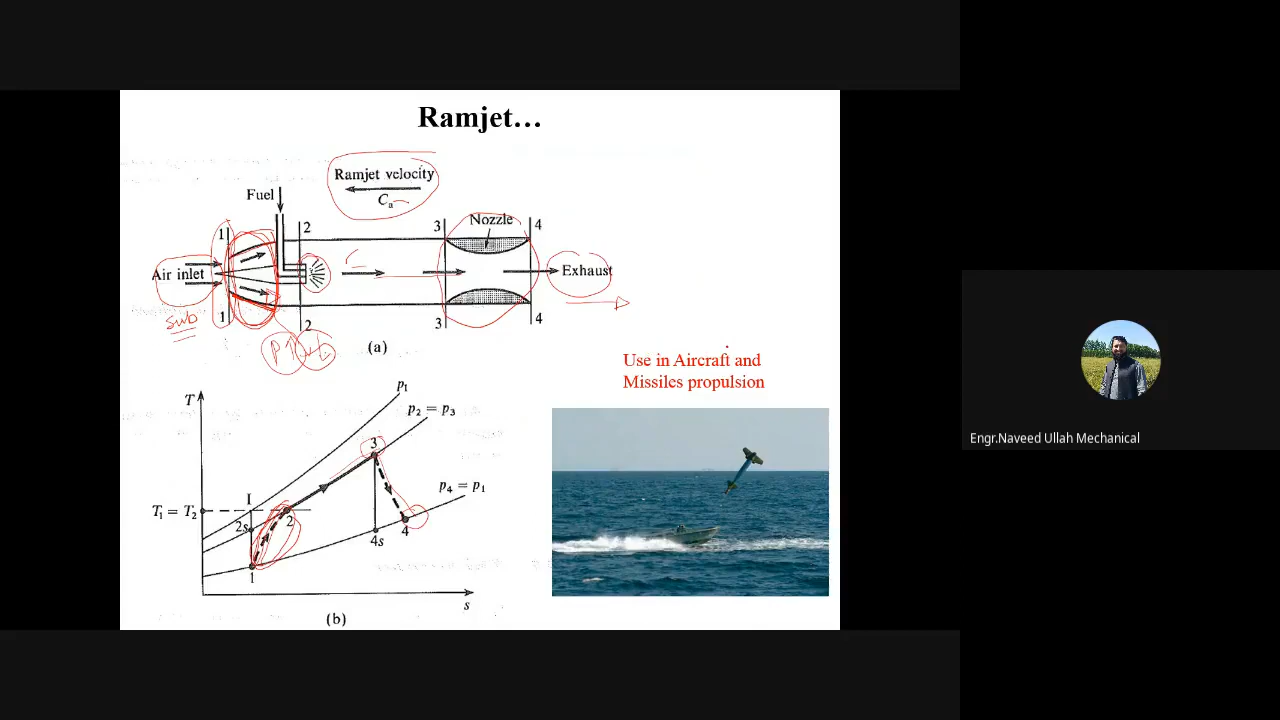 Ramjet…
Ramjet velocity
Cₐ
Fuel
1
2
3
Nozzle
4
Air inlet
Exhaust
sub
1
2
3
4
P↑
(a)
Use in Aircraft and
Missiles propulsion
T
p₁
p₂ = p₃
3
p₄ = p₁
I
T₁ = T₂
2s
2
4
4s
1
s
(b)
Engr.Naveed Ullah Mechanical